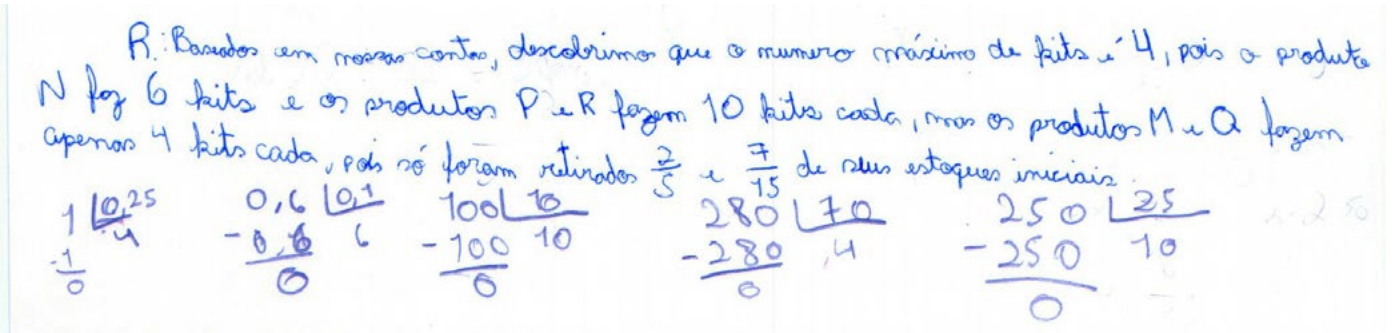 R: Baseados em nossas contas, descobrimos que o numero máximo de kits é 4, pois o produto
N faz 6 kits e os produtos P e R fazem 10 kits cada, mas os produtos M e Q fazem
apenas 4 kits cada, pois só foram retirados 2/5 e 7/15 de seus estoques iniciais.
1 | 0,25 0,6 | 0,1 100 | 10 280 | 70 250 | 25
-1 4 - 0,6 6 - 100 10 - 280 4 - 250 10
0 0 0 0 0